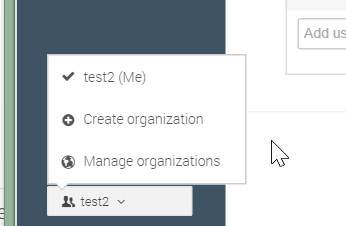 Add us
test2 (Me)
Create organization
Manage organizations
test2